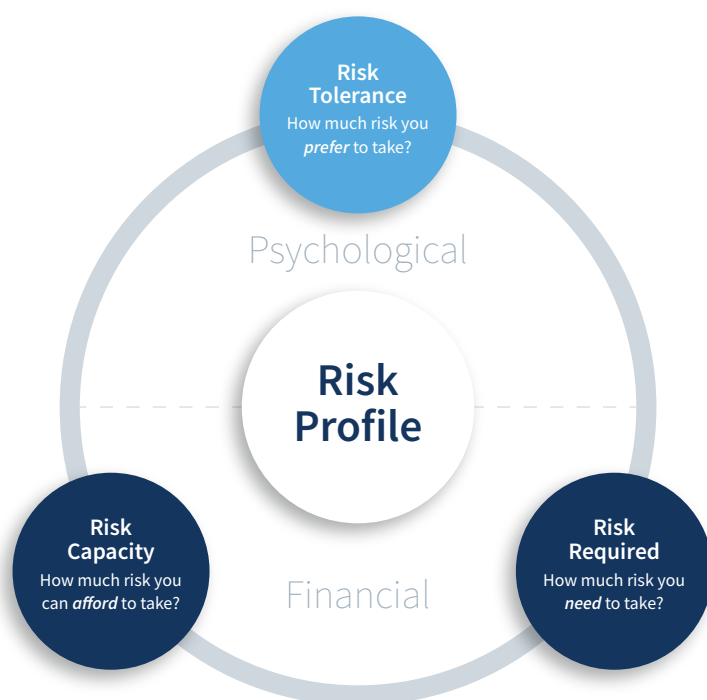 Risk
Tolerance
How much risk you
prefer to take?
Psychological
Risk
Profile
Risk
Capacity
How much risk you
can afford to take?
Risk
Required
How much risk you
need to take?
Financial